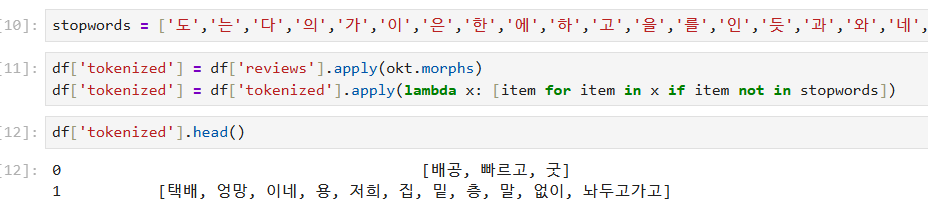 [10]: stopwords = ['도','는','다','의','가','이','은','한','에','하','고','을','를','인','듯','과','와','네',
[11]: df['tokenized'] = df['reviews'].apply(okt.morphs)
df['tokenized'] = df['tokenized'].apply(lambda x: [item for item in x if item not in stopwords])
[12]: df['tokenized'].head()
[12]: 0 [배공, 빠르고, 굿]
1 [택배, 엉망, 이네, 용, 저희, 집, 밑, 층, 말, 없이, 놔두고가고]